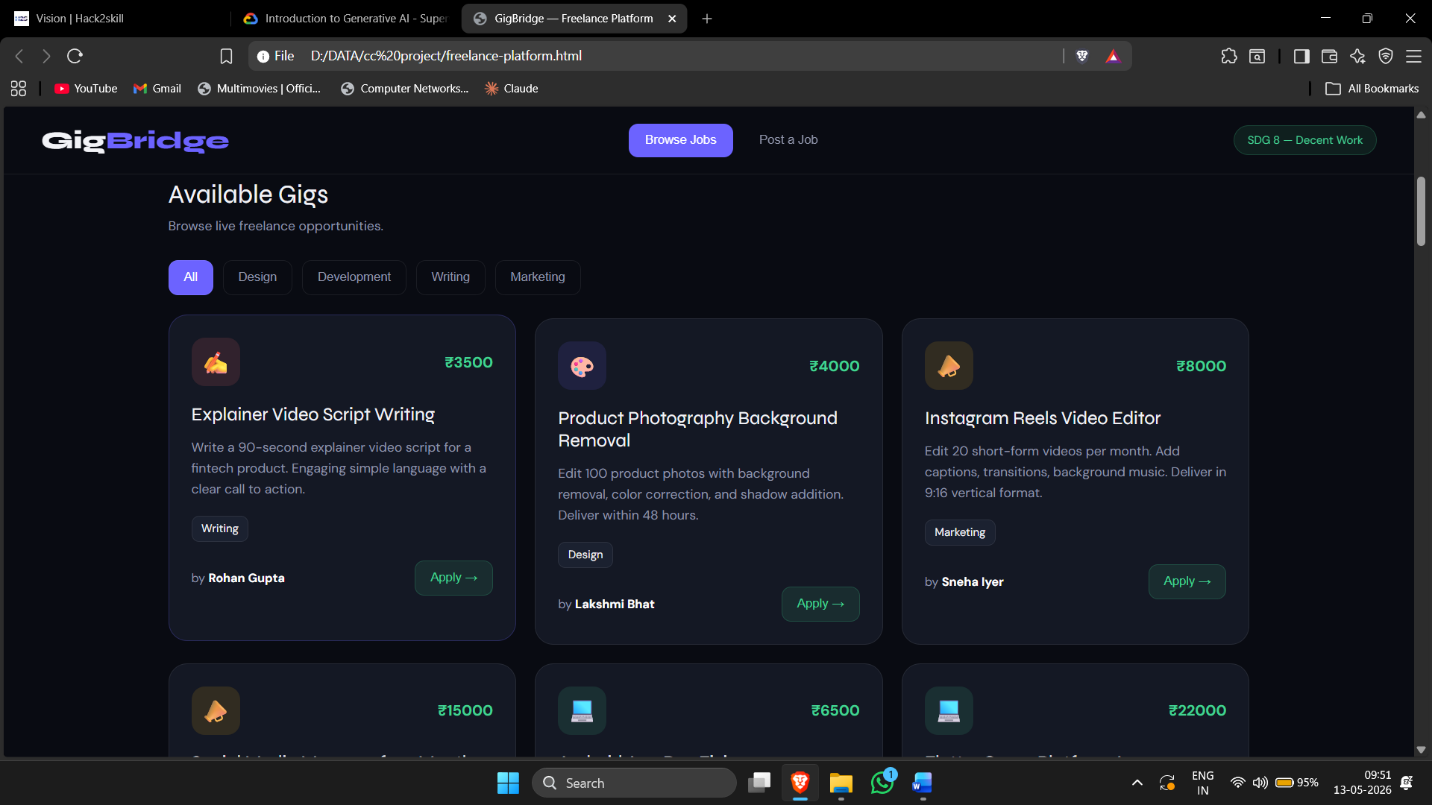 Vision | Hack2skill
Introduction to Generative AI - Super
GigBridge — Freelance Platform
File D:/DATA/cc%20project/freelance-platform.html
YouTube
Gmail
Multimovies | Offici...
Computer Networks...
Claude
All Bookmarks
GigBridge
Browse Jobs
Post a Job
SDG 8 — Decent Work
Available Gigs
Browse live freelance opportunities.
All
Design
Development
Writing
Marketing
₹3500
Explainer Video Script Writing
Write a 90-second explainer video script for a
fintech product. Engaging simple language with a
clear call to action.
Writing
by Rohan Gupta
Apply →
₹4000
Product Photography Background
Removal
Edit 100 product photos with background
removal, color correction, and shadow addition.
Deliver within 48 hours.
Design
by Lakshmi Bhat
Apply →
₹8000
Instagram Reels Video Editor
Edit 20 short-form videos per month. Add
captions, transitions, background music. Deliver in
9:16 vertical format.
Marketing
by Sneha Iyer
Apply →
₹15000
₹6500
₹22000
Search
1
ENG
IN
95%
09:51
13-05-2026